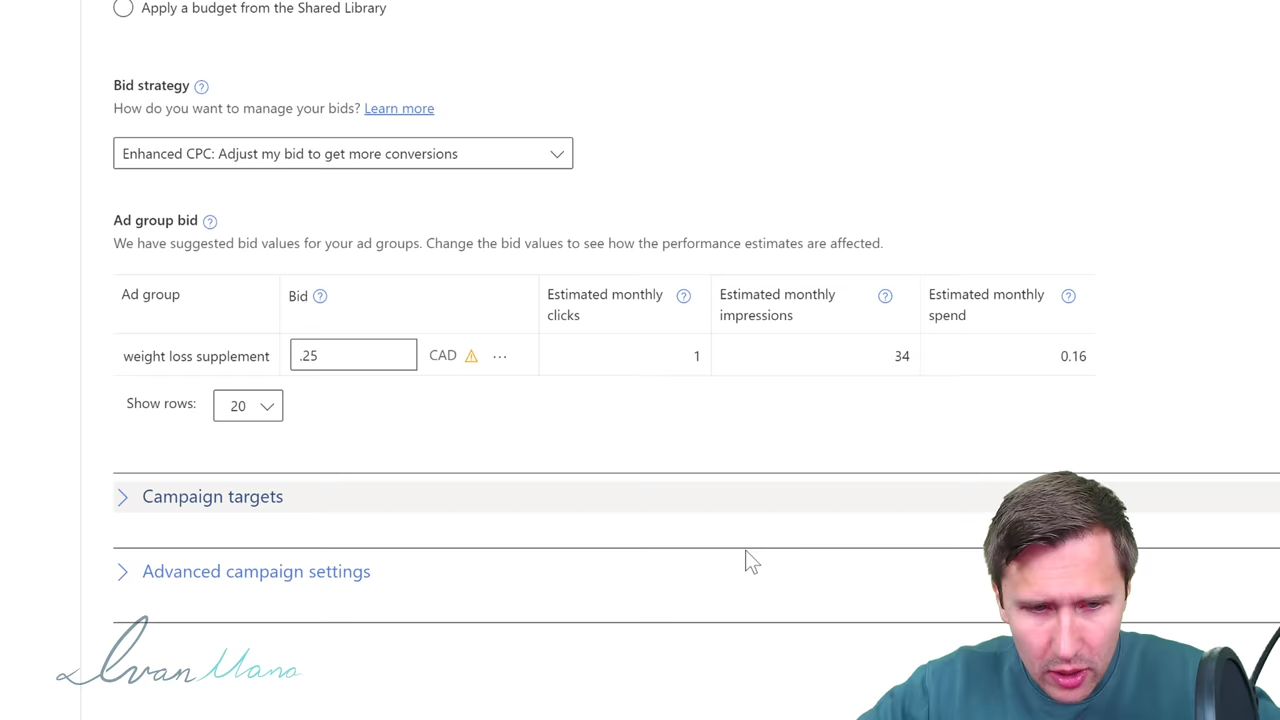 Apply a budget from the Shared Library
Bid strategy
How do you want to manage your bids? Learn more
Enhanced CPC: Adjust my bid to get more conversions
Ad group bid
We have suggested bid values for your ad groups. Change the bid values to see how the performance estimates are affected.
Ad group Bid Estimated monthly clicks Estimated monthly impressions Estimated monthly spend
weight loss supplement .25 CAD ... 1 34 0.16
Show rows: 20
Campaign targets
Advanced campaign settings
Ivan Mana